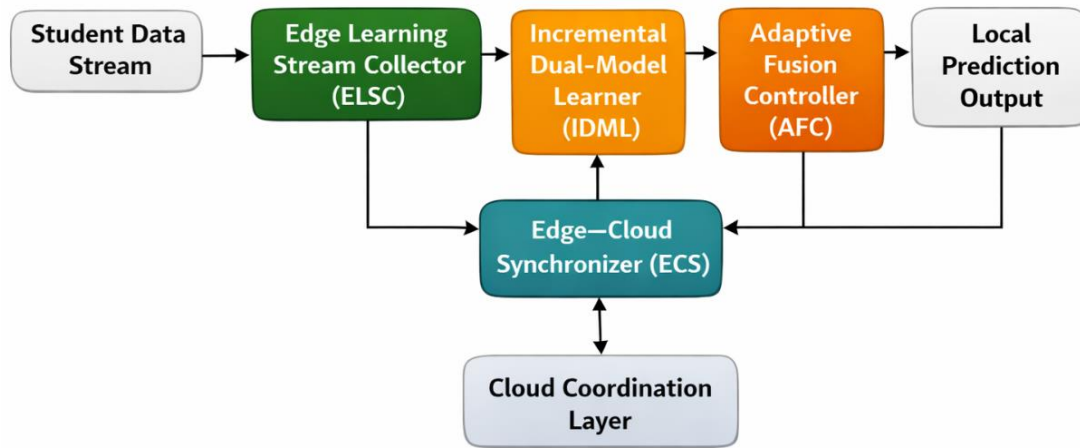 Student Data
Stream
Edge Learning
Stream Collector
(ELSC)
Incremental
Dual-Model
Learner
(IDML)
Adaptive
Fusion
Controller
(AFC)
Local
Prediction
Output
Edge—Cloud
Synchronizer (ECS)
Cloud Coordination
Layer